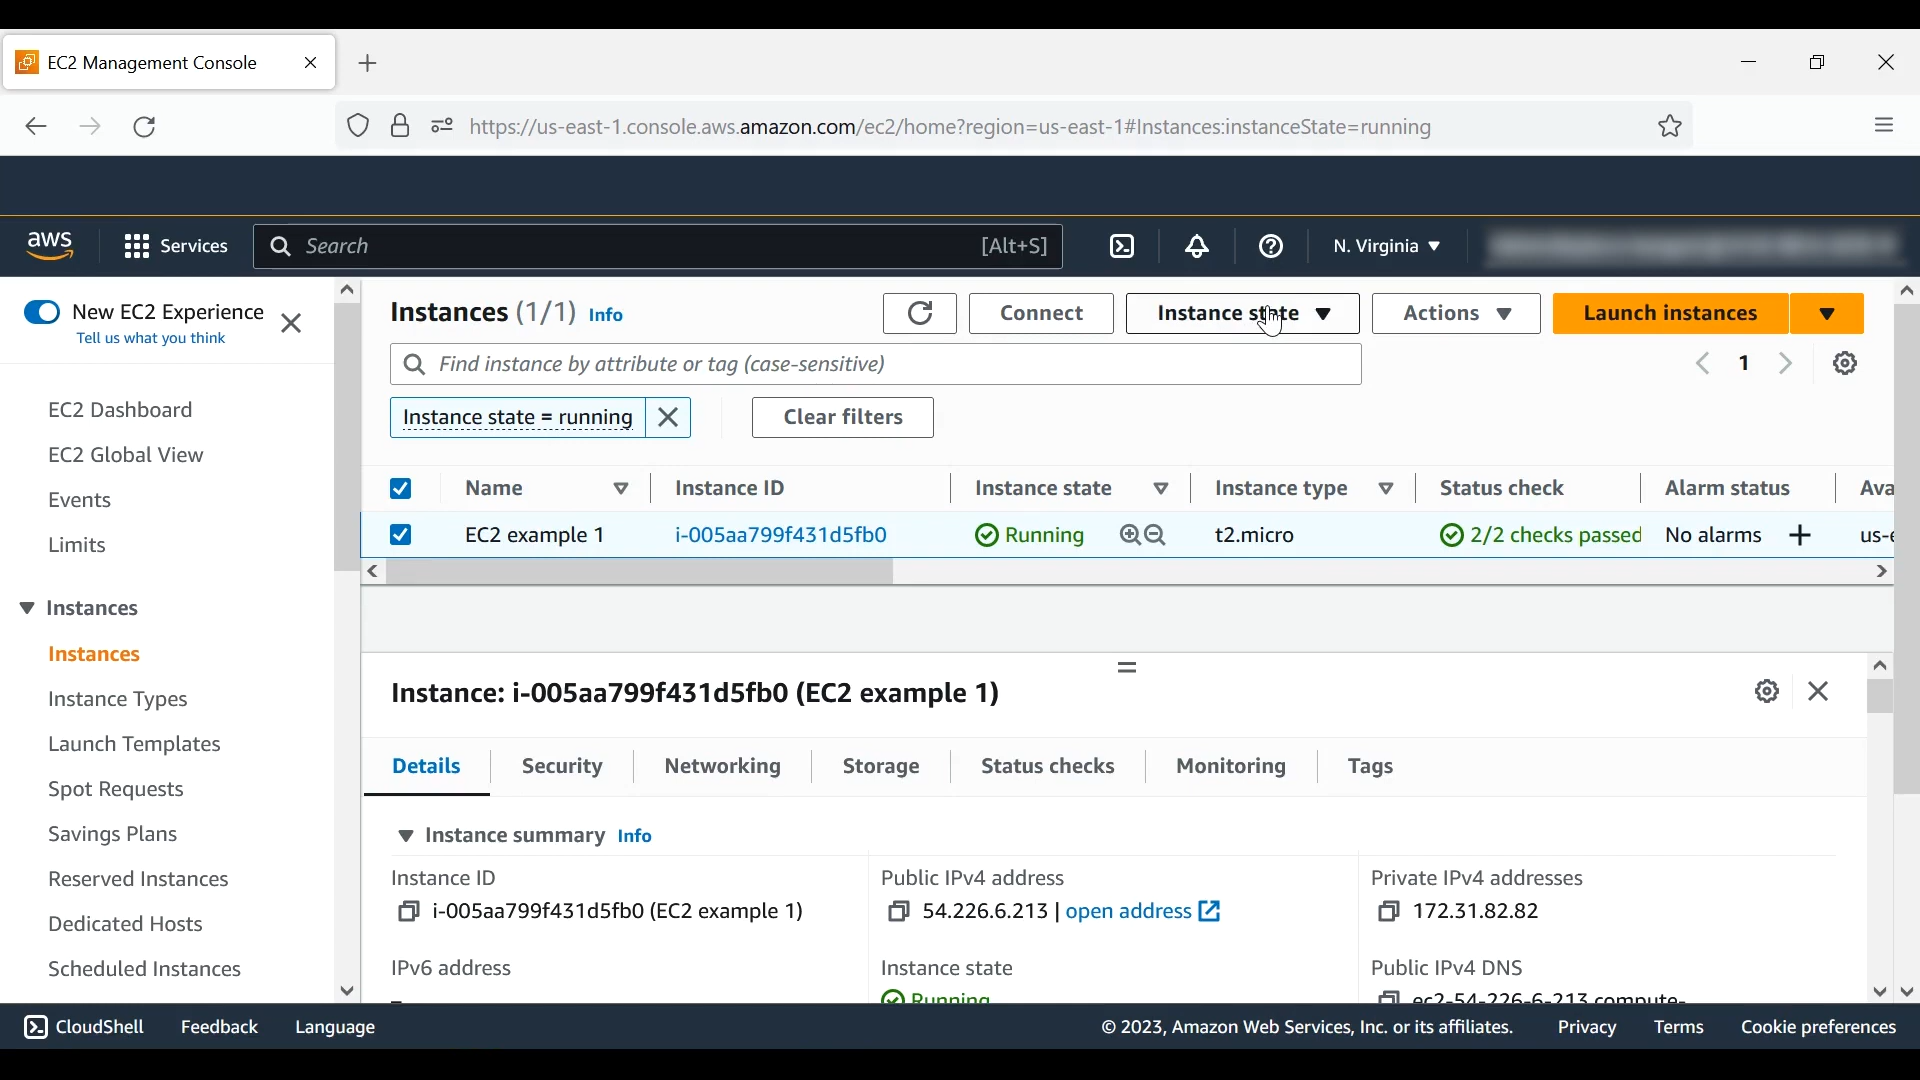 EC2 Management Console
https://us-east-1.console.aws.amazon.com/ec2/home?region=us-east-1#Instances:instanceState=running
aws Services Search [Alt+S] N. Virginia
New EC2 Experience
Tell us what you think
EC2 Dashboard
EC2 Global View
Events
Limits
Instances
Instances
Instance Types
Launch Templates
Spot Requests
Savings Plans
Reserved Instances
Dedicated Hosts
Scheduled Instances
Instances (1/1) Info Connect Instance state Actions Launch instances
Find instance by attribute or tag (case-sensitive) 1
Instance state = running Clear filters
Name Instance ID Instance state Instance type Status check Alarm status Ava
EC2 example 1 i-005aa799f431d5fb0 Running t2.micro 2/2 checks passed No alarms + us-e
Instance: i-005aa799f431d5fb0 (EC2 example 1)
Details Security Networking Storage Status checks Monitoring Tags
Instance summary Info
Instance ID Public IPv4 address Private IPv4 addresses
i-005aa799f431d5fb0 (EC2 example 1) 54.226.6.213 | open address 172.31.82.82
IPv6 address Instance state Public IPv4 DNS
– Running ec2-54-226-6-213.compute-
CloudShell Feedback Language © 2023, Amazon Web Services, Inc. or its affiliates. Privacy Terms Cookie preferences